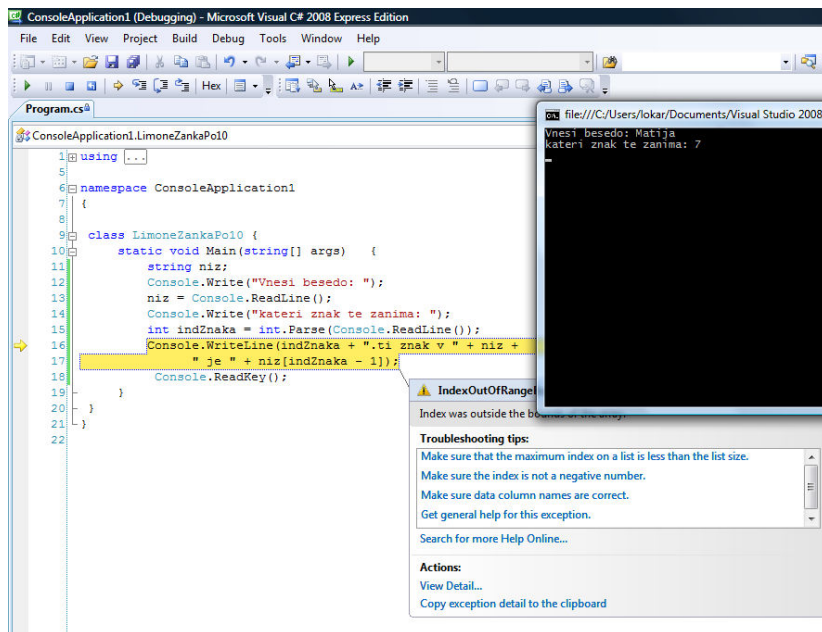 ConsoleApplication1 (Debugging) - Microsoft Visual C# 2008 Express Edition
File Edit View Project Build Debug Tools Window Help
Hex
Program.cs
ConsoleApplication1.LimoneZankaPo10
file:///C:/Users/lokar/Documents/Visual Studio 2008
Vnesi besedo: Matija
kateri znak te zanima: 7
1 using ...
5
6 namespace ConsoleApplication1
7 {
8
9 class LimoneZankaPo10 {
10 static void Main(string[] args) {
11 string niz;
12 Console.Write("Vnesi besedo: ");
13 niz = Console.ReadLine();
14 Console.Write("kateri znak te zanima: ");
15 int indZnaka = int.Parse(Console.ReadLine());
16 Console.WriteLine(indZnaka + ".ti znak v " + niz +
17 " je " + niz[indZnaka - 1]);
18 Console.ReadKey();
19 }
20 }
21 }
22
IndexOutOfRange
Index was outside the bounds of the array.
Troubleshooting tips:
Make sure that the maximum index on a list is less than the list size.
Make sure the index is not a negative number.
Make sure data column names are correct.
Get general help for this exception.
Search for more Help Online...
Actions:
View Detail...
Copy exception detail to the clipboard